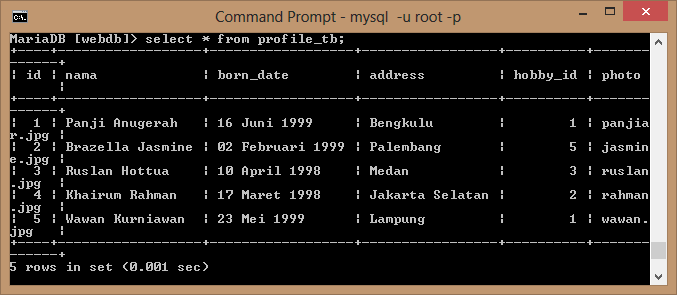 Command Prompt - mysql -u root -p
MariaDB [webdb]> select * from profile_tb;
+----+------------------+------------------+-----------------+----------+-------
------+
| id | nama             | born_date        | address         | hobby_id | photo
      |
+----+------------------+------------------+-----------------+----------+-------
------+
|  1 | Panji Anugerah   | 16 Juni 1999     | Bengkulu        |        1 | panjia
r.jpg |
|  2 | Brazella Jasmine | 02 Februari 1999 | Palembang       |        5 | jasmin
e.jpg |
|  3 | Ruslan Hottua    | 10 April 1998    | Medan           |        3 | ruslan
.jpg  |
|  4 | Khairum Rahman   | 17 Maret 1998    | Jakarta Selatan |        2 | rahman
.jpg  |
|  5 | Wawan Kurniawan  | 23 Mei 1999      | Lampung         |        1 | wawan.
jpg   |
+----+------------------+------------------+-----------------+----------+-------
------+
5 rows in set (0.001 sec)